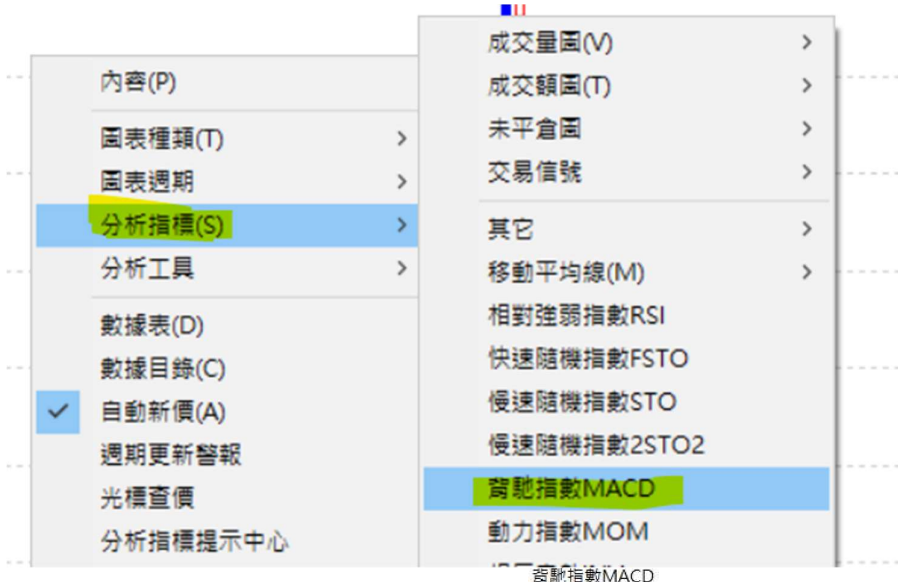 內容(P)
圖表種類(T)
圖表週期
分析指標(S)
分析工具
數據表(D)
數據目錄(C)
自動新價(A)
週期更新警報
光標查價
分析指標提示中心
成交量圖(V)
成交額圖(T)
未平倉圖
交易信號
其它
移動平均線(M)
相對強弱指數RSI
快速隨機指數FSTO
慢速隨機指數STO
慢速隨機指數2STO2
背馳指數MACD
動力指數MOM
背馳指數MACD